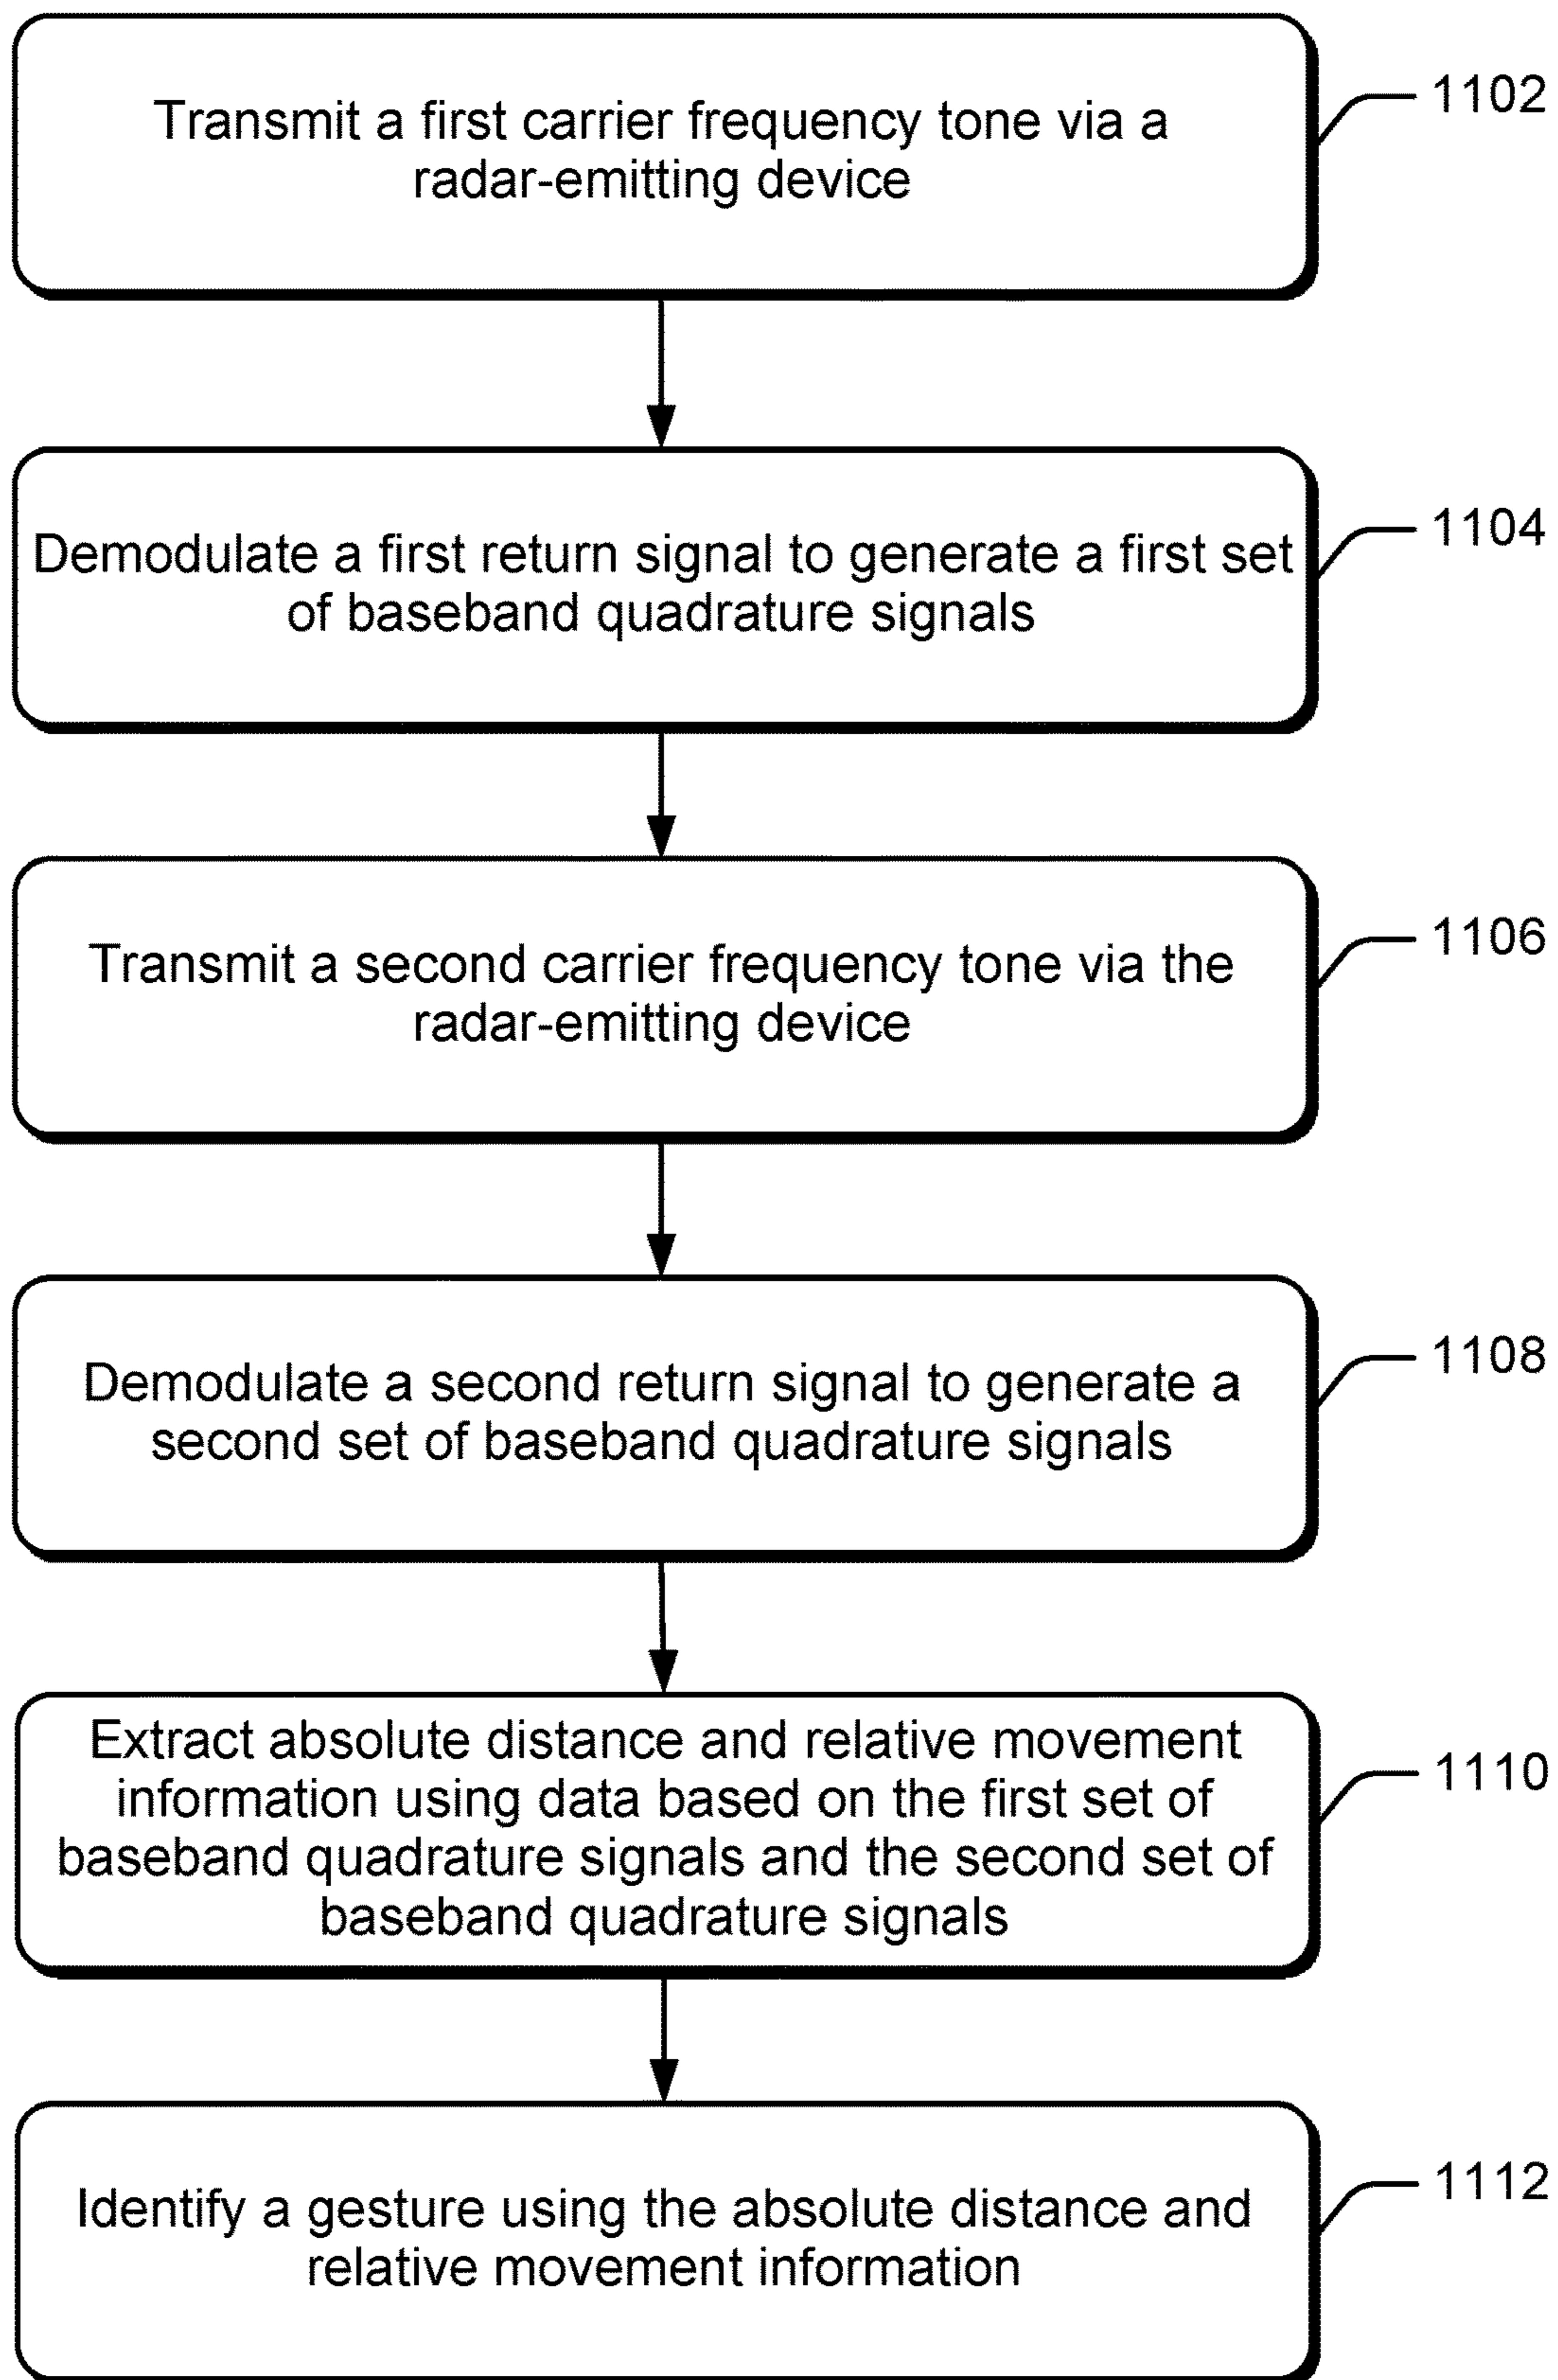 Transmit a first carrier frequency tone via a
radar-emitting device
1102
Demodulate a first return signal to generate a first set
of baseband quadrature signals
1104
Transmit a second carrier frequency tone via the
radar-emitting device
1106
Demodulate a second return signal to generate a
second set of baseband quadrature signals
1108
Extract absolute distance and relative movement
information using data based on the first set of
baseband quadrature signals and the second set of
baseband quadrature signals
1110
Identify a gesture using the absolute distance and
relative movement information
1112